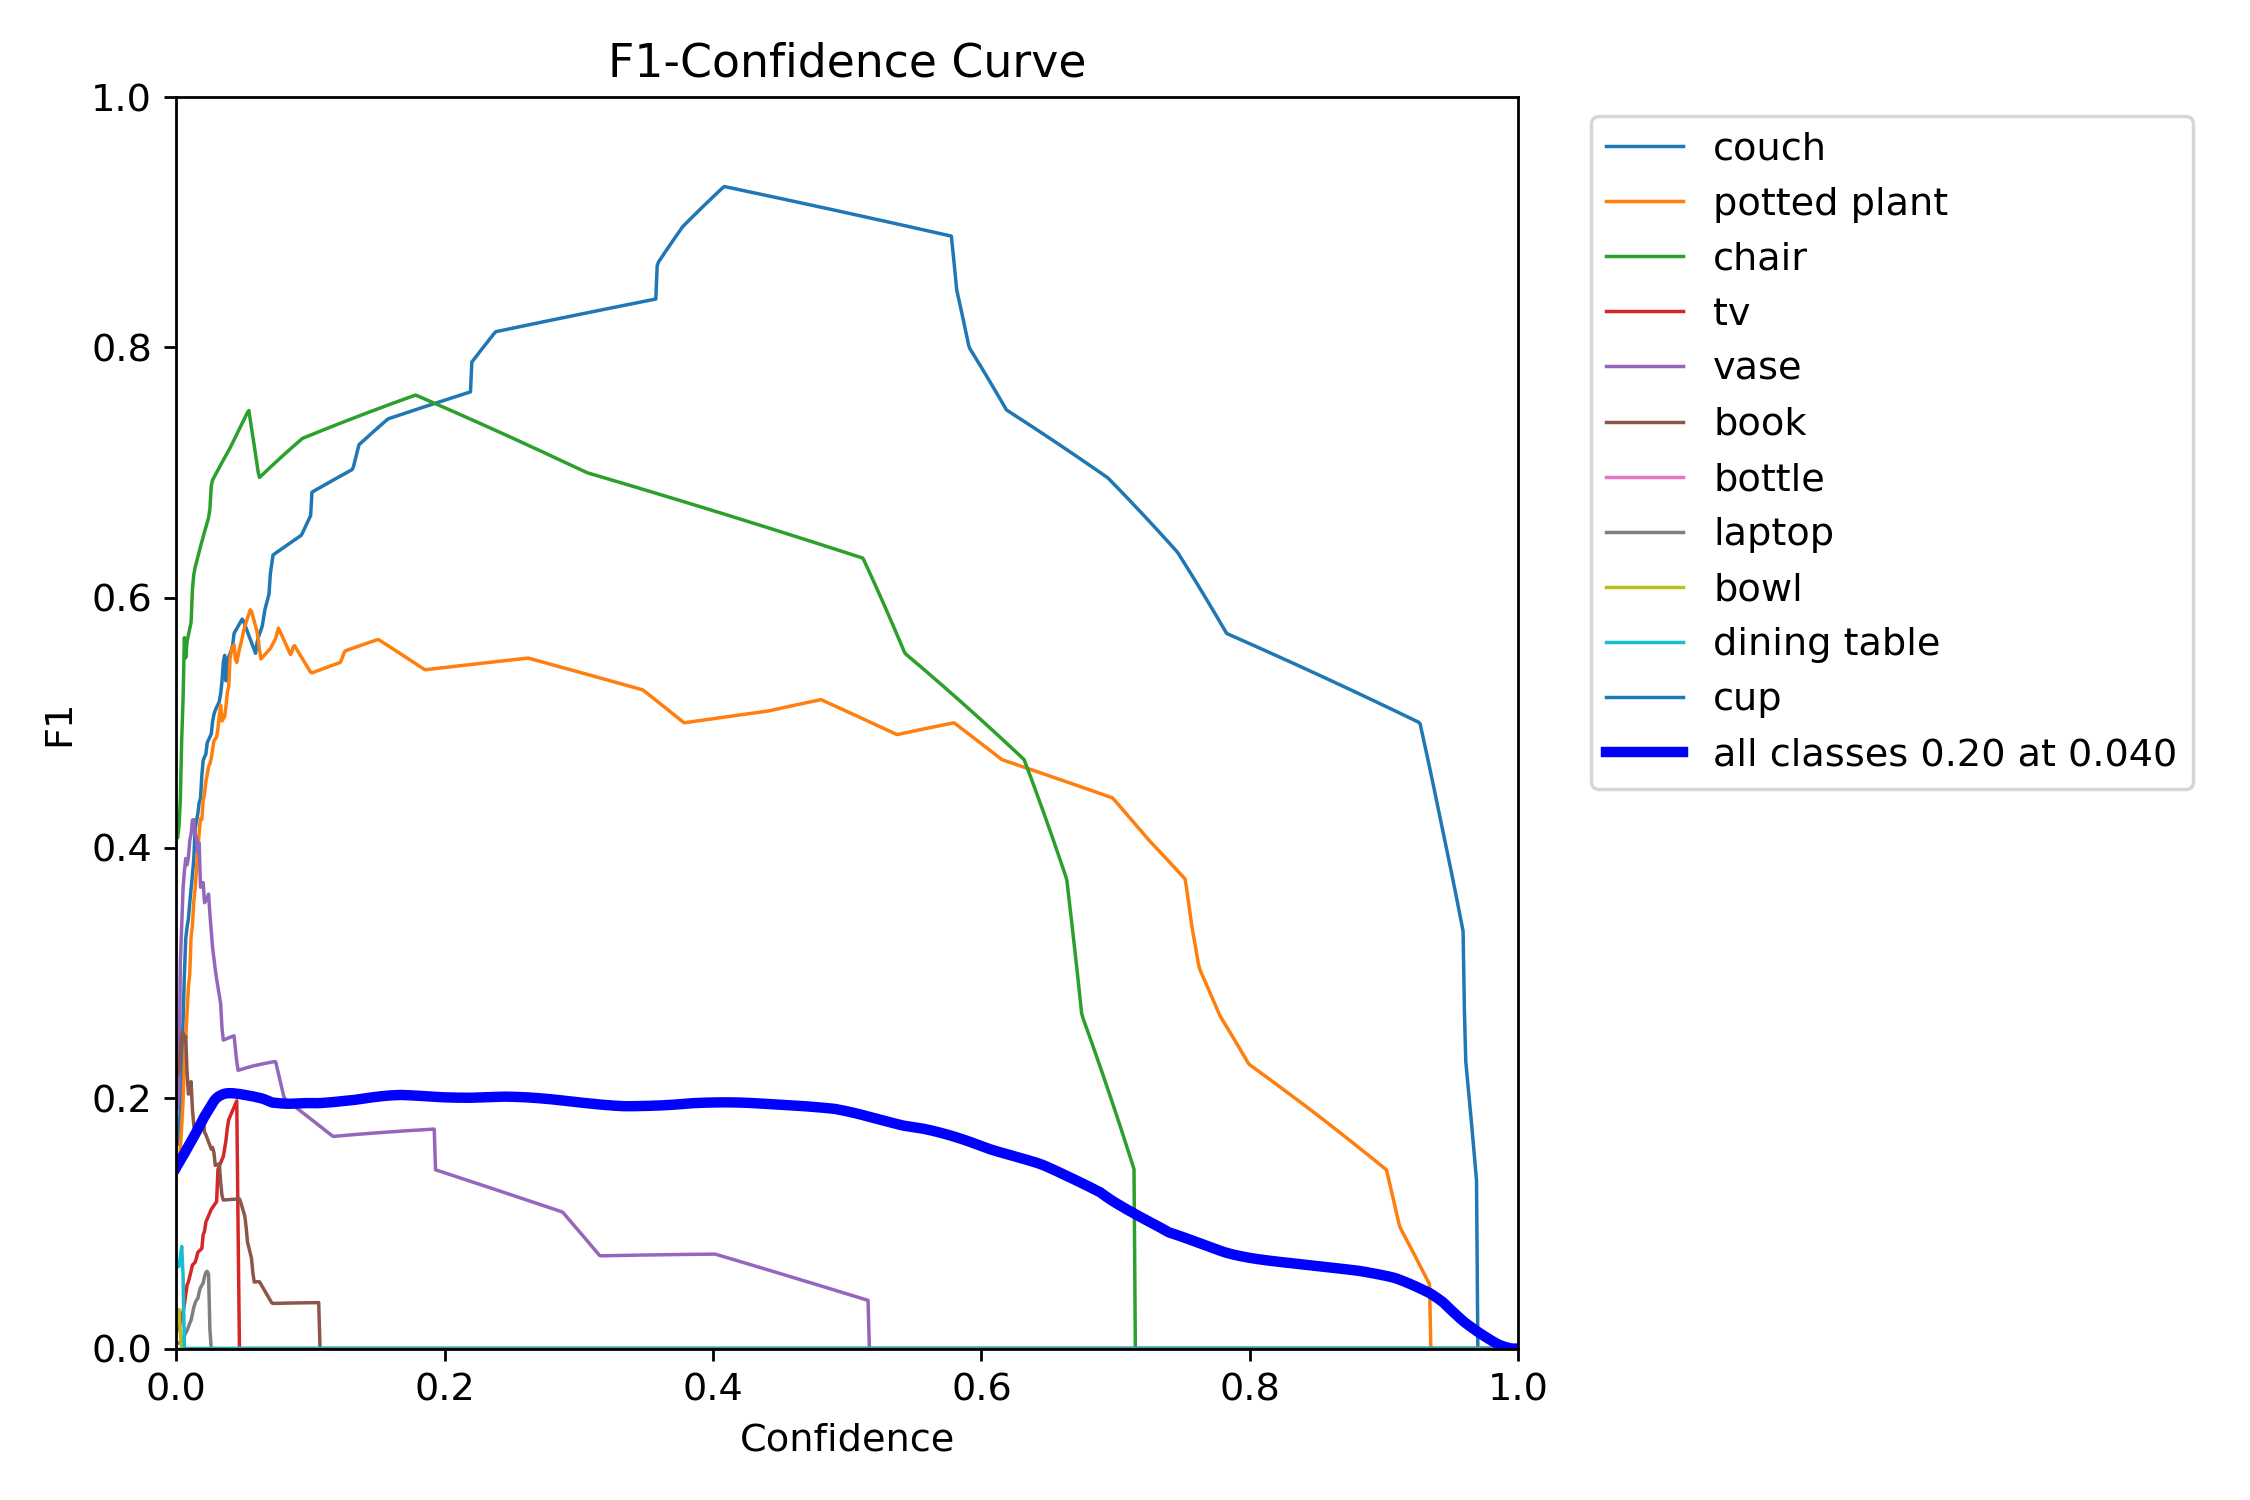 F1-Confidence Curve
1.0
0.8
0.6
0.4
0.2
0.0
F1
0.0 0.2 0.4 0.6 0.8 1.0
Confidence
couch
potted plant
chair
tv
vase
book
bottle
laptop
bowl
dining table
cup
all classes 0.20 at 0.040